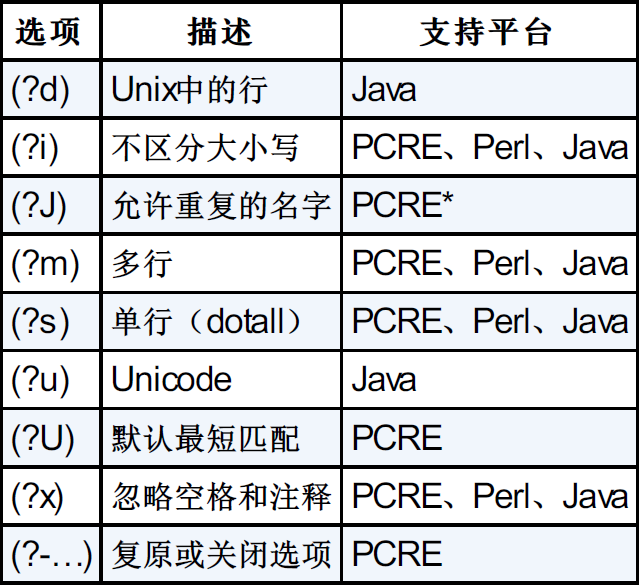 选项 描述 支持平台
(?d) Unix中的行 Java
(?i) 不区分大小写 PCRE、Perl、Java
(?J) 允许重复的名字 PCRE*
(?m) 多行 PCRE、Perl、Java
(?s) 单行（dotall） PCRE、Perl、Java
(?u) Unicode Java
(?U) 默认最短匹配 PCRE
(?x) 忽略空格和注释 PCRE、Perl、Java
(?-…) 复原或关闭选项 PCRE